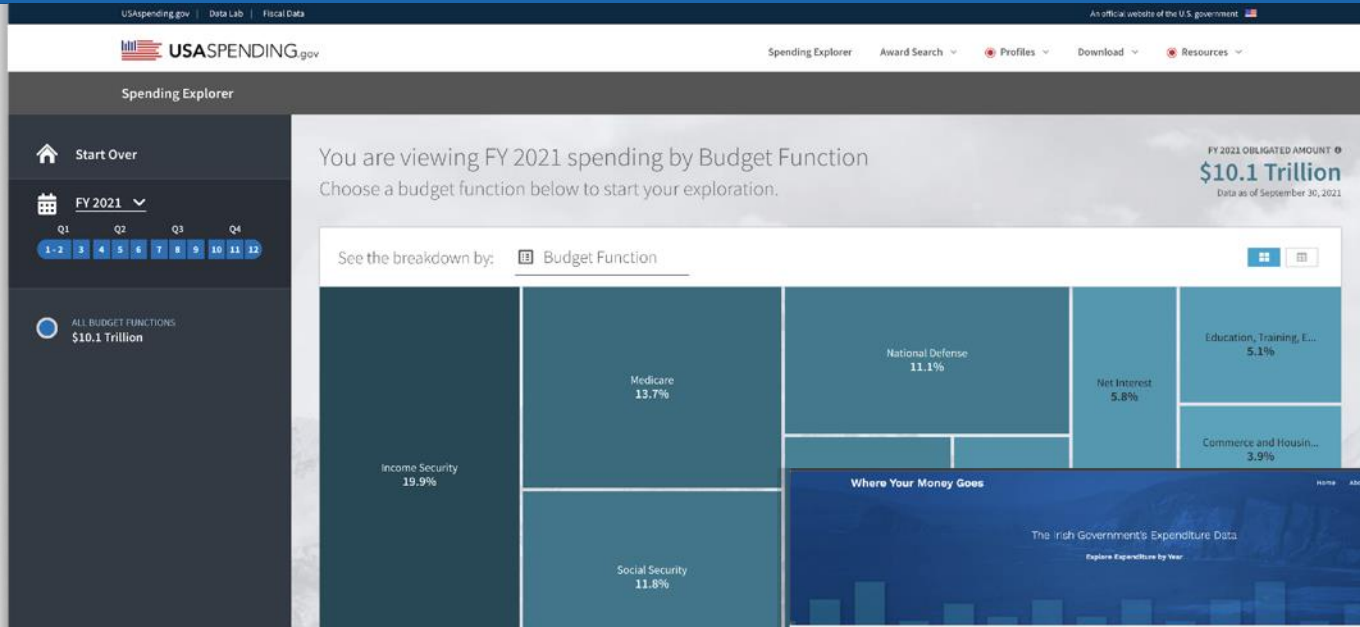 USAspending.gov | Data Lab | Fiscal Data
An official website of the U.S. government
USASPENDING.gov
Spending Explorer
Award Search
Profiles
Download
Resources
Spending Explorer
Start Over
FY 2021
Q1 Q2 Q3 Q4
1-2 3 4 5 6 7 8 9 10 11 12
ALL BUDGET FUNCTIONS
$10.1 Trillion
You are viewing FY 2021 spending by Budget Function
Choose a budget function below to start your exploration.
FY 2021 OBLIGATED AMOUNT
$10.1 Trillion
Data as of September 30, 2021
See the breakdown by:
Budget Function
Income Security
19.9%
Medicare
13.7%
Social Security
11.8%
National Defense
11.1%
Net Interest
5.8%
Education, Training, E...
5.1%
Commerce and Housin...
3.9%
Where Your Money Goes
Home
Abo
The Irish Government's Expenditure Data
Explore Expenditure by Year